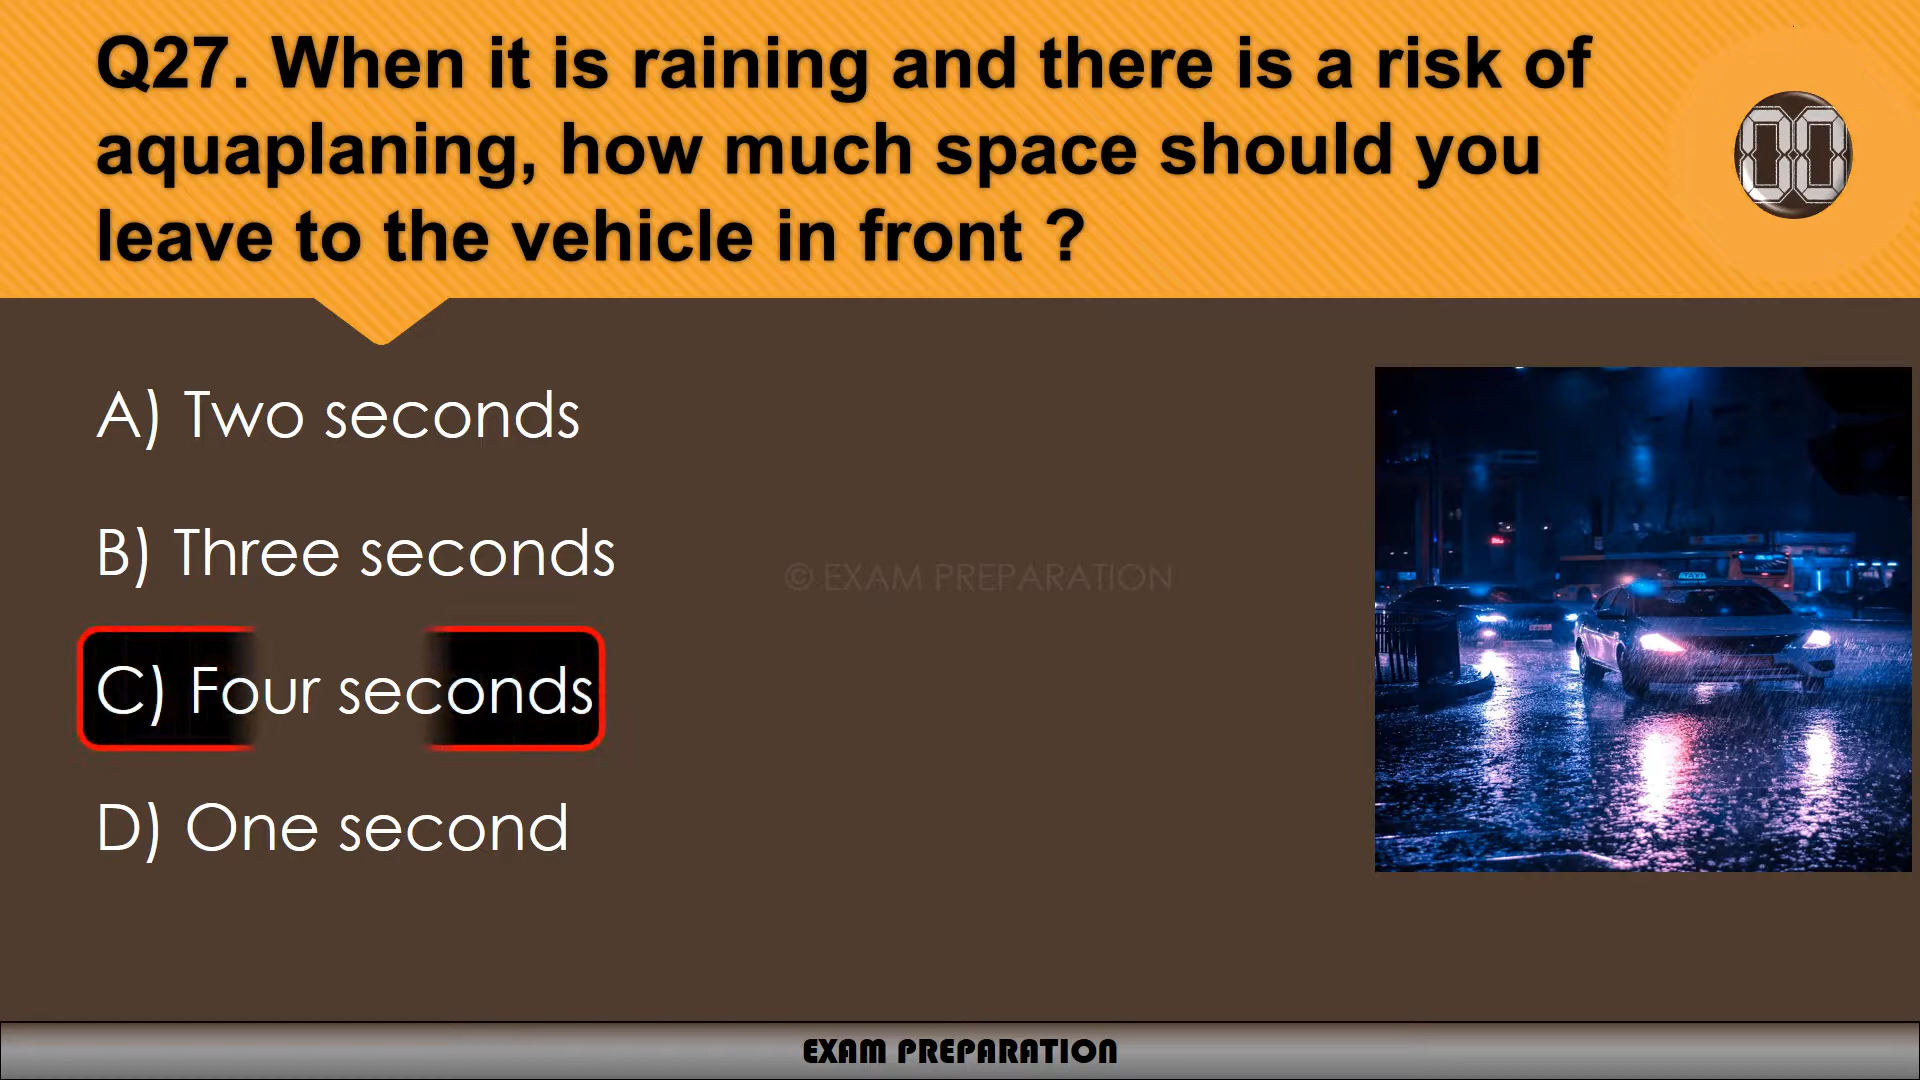 Q27. When it is raining and there is a risk of
aquaplaning, how much space should you
leave to the vehicle in front ?
00
A) Two seconds
B) Three seconds
© EXAM PREPARATION
C) Four seconds
D) One second
TAXI
EXAM PREPARATION